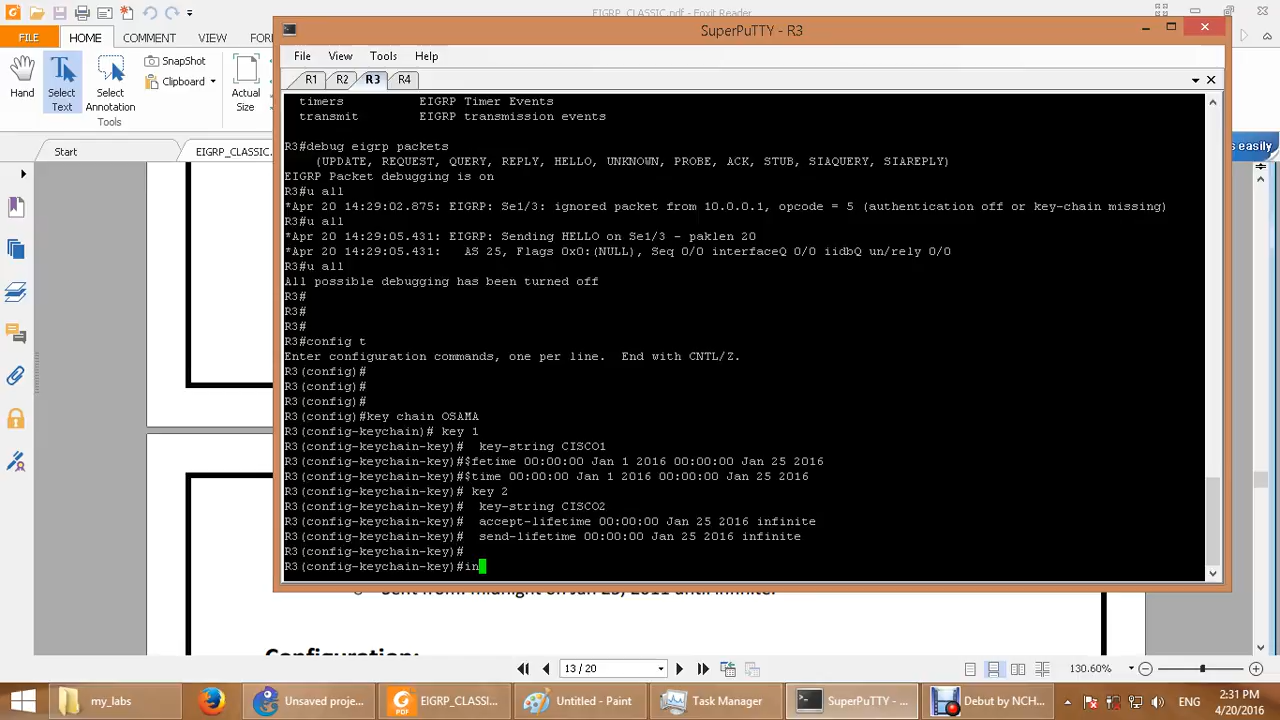 EIGRP_CLASSIC.pdf - Foxit Reader
FILE
HOME
COMMENT
VIEW
Hand
Select
Text
Select
Annotation
SnapShot
Clipboard
Actual
Size
Tools
Start
EIGRP_CLASSIC.
easily
SuperPuTTY - R3
File View Tools Help
R1 R2 R3 R4
timers EIGRP Timer Events
transmit EIGRP transmission events
R3#debug eigrp packets
(UPDATE, REQUEST, QUERY, REPLY, HELLO, UNKNOWN, PROBE, ACK, STUB, SIAQUERY, SIAREPLY)
EIGRP Packet debugging is on
R3#u all
*Apr 20 14:29:02.875: EIGRP: Se1/3: ignored packet from 10.0.0.1, opcode = 5 (authentication off or key-chain missing)
R3#u all
*Apr 20 14:29:05.431: EIGRP: Sending HELLO on Se1/3 - paklen 20
*Apr 20 14:29:05.431: AS 25, Flags 0x0:(NULL), Seq 0/0 interfaceQ 0/0 iidbQ un/rely 0/0
R3#u all
All possible debugging has been turned off
R3#
R3#
R3#
R3#config t
Enter configuration commands, one per line. End with CNTL/Z.
R3(config)#
R3(config)#
R3(config)#
R3(config)#key chain OSAMA
R3(config-keychain)# key 1
R3(config-keychain-key)# key-string CISCO1
R3(config-keychain-key)#$fetime 00:00:00 Jan 1 2016 00:00:00 Jan 25 2016
R3(config-keychain-key)#$time 00:00:00 Jan 1 2016 00:00:00 Jan 25 2016
R3(config-keychain-key)# key 2
R3(config-keychain-key)# key-string CISCO2
R3(config-keychain-key)# accept-lifetime 00:00:00 Jan 25 2016 infinite
R3(config-keychain-key)# send-lifetime 00:00:00 Jan 25 2016 infinite
R3(config-keychain-key)#
R3(config-keychain-key)#in
13 / 20
130.60%
my_labs
Unsaved proje...
EIGRP_CLASSI...
Untitled - Paint
Task Manager
SuperPuTTY - ...
Debut by NCH...
ENG
2:31 PM
4/20/2016